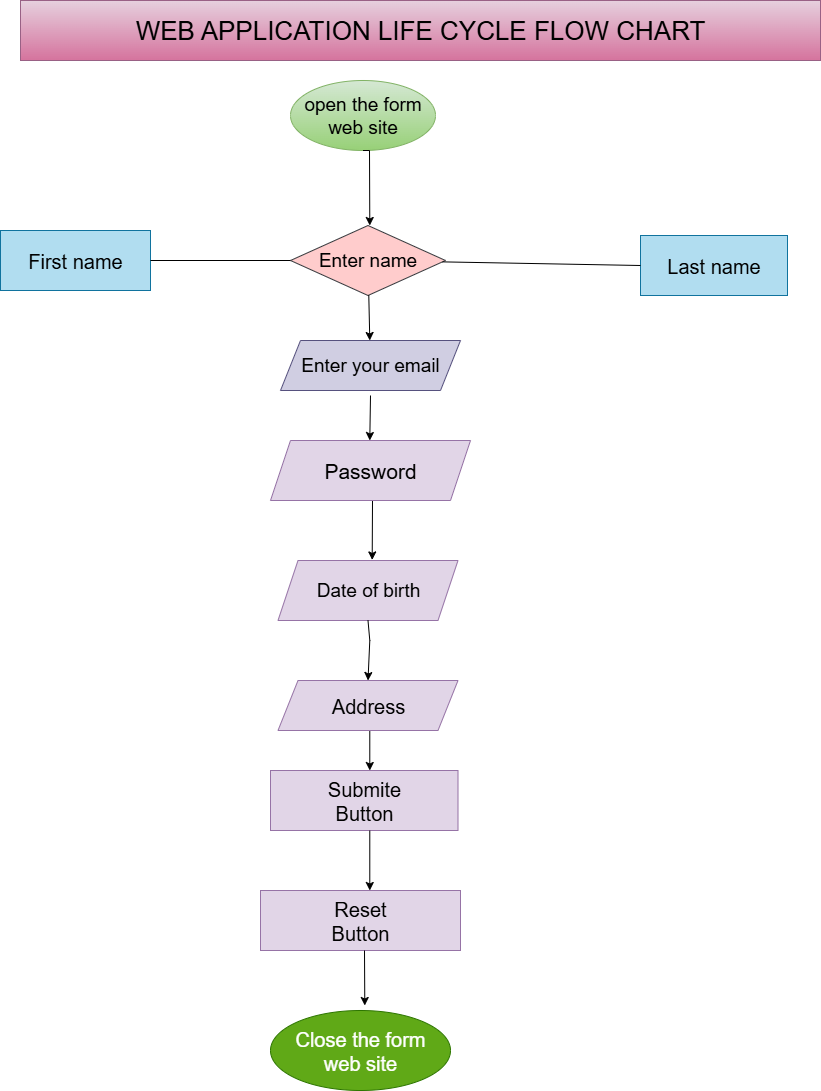 WEB APPLICATION LIFE CYCLE FLOW CHART
open the form
web site
First name
Enter name
Last name
Enter your email
Password
Date of birth
Address
Submite
Button
Reset
Button
Close the form
web site